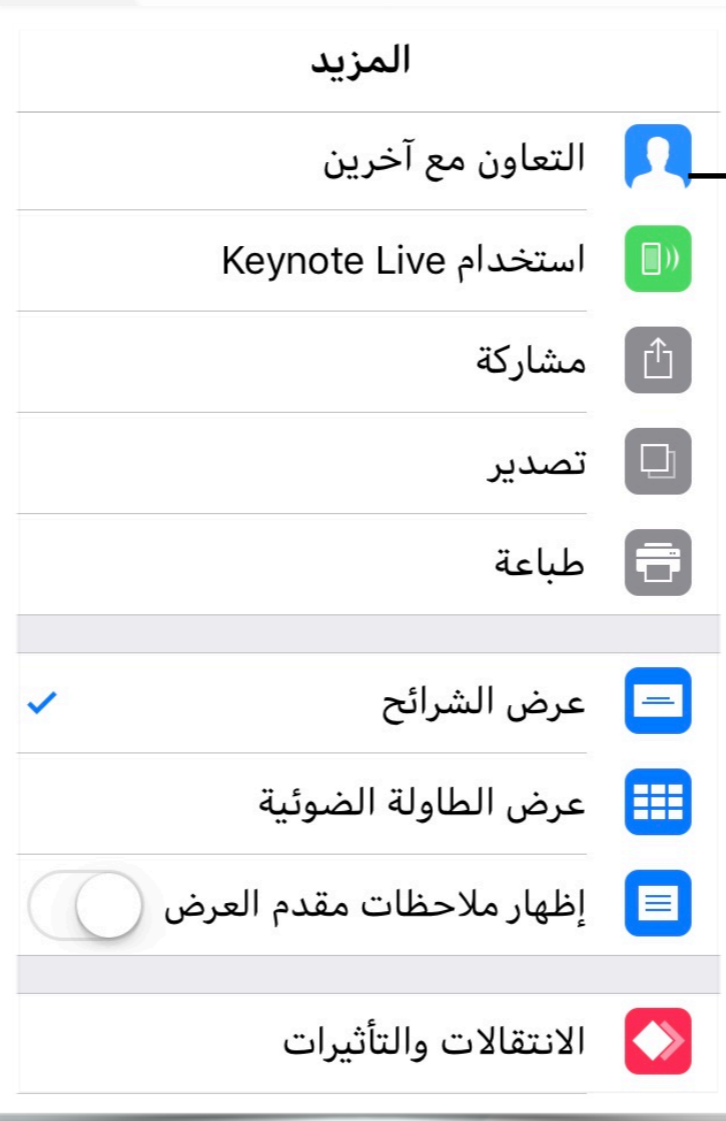 المزيد
التعاون مع آخرين
استخدام Keynote Live
مشاركة
تصدير
طباعة
عرض الشرائح
عرض الطاولة الضوئية
إظهار ملاحظات مقدم العرض
الانتقالات والتأثيرات